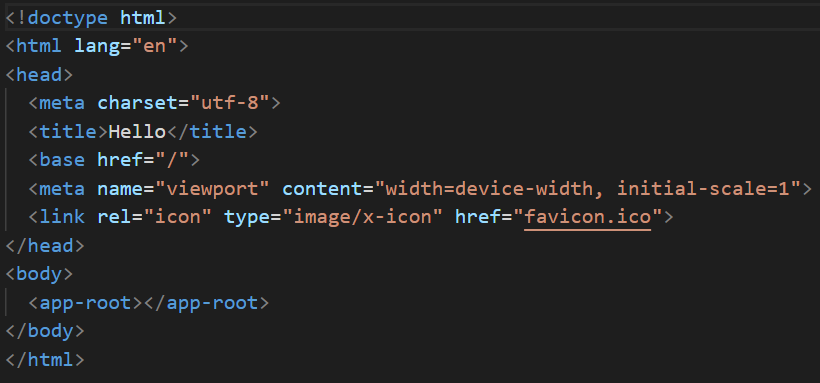 <!doctype html>
<html lang="en">
<head>
  <meta charset="utf-8">
  <title>Hello</title>
  <base href="/">
  <meta name="viewport" content="width=device-width, initial-scale=1">
  <link rel="icon" type="image/x-icon" href="favicon.ico">
</head>
<body>
  <app-root></app-root>
</body>
</html>